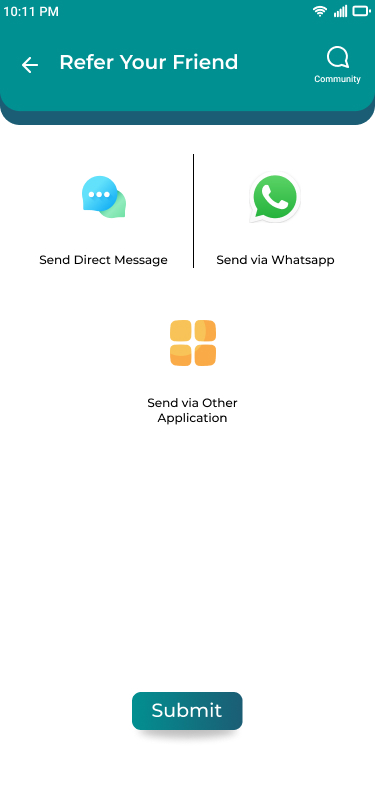 10:11 PM
Refer Your Friend
Community
Send Direct Message
Send via Whatsapp
Send via Other
Application
Submit